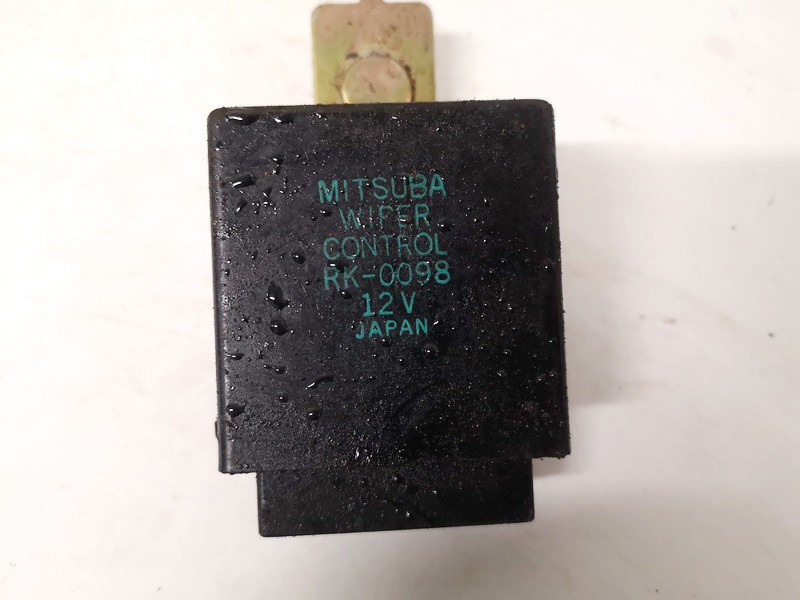 MITSUBA
WIPER
CONTROL
RK-0098
12V
JAPAN